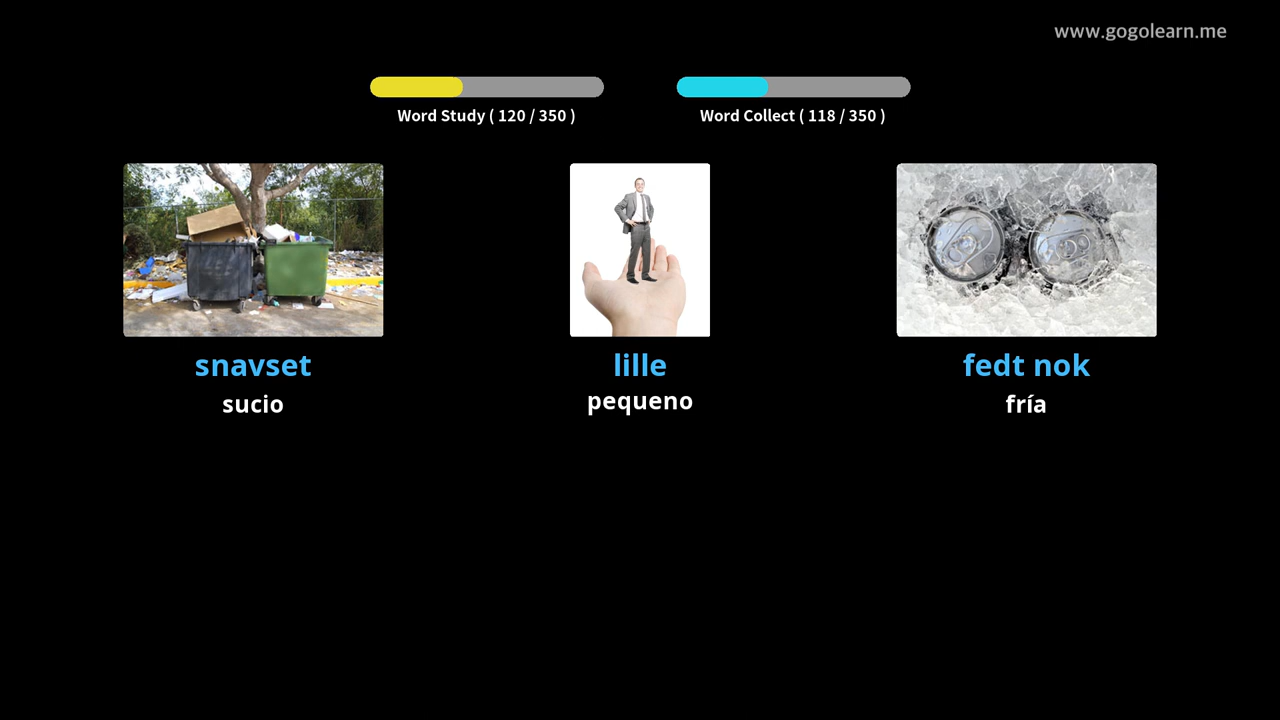 www.gogolearn.me
Word Study ( 120 / 350 )
Word Collect ( 118 / 350 )
snavset
lille
fedt nok
sucio
pequeno
fría